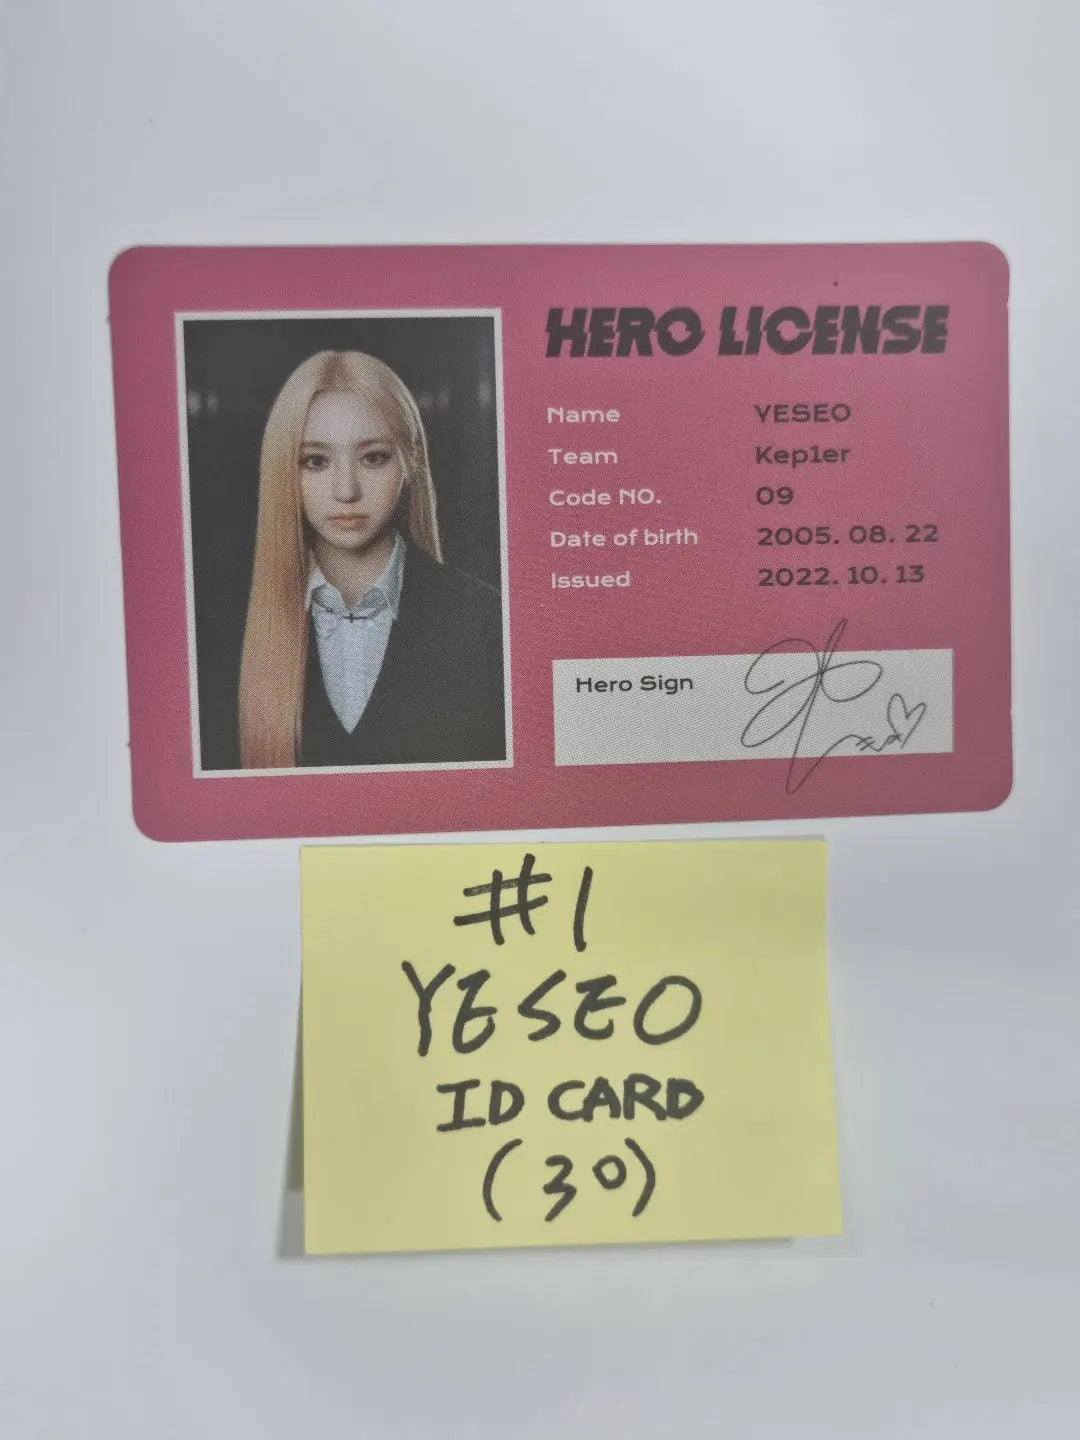 HERO LICENSE
Name YESEO
Team Kep1er
Code NO. 09
Date of birth 2005. 08. 22
Issued 2022. 10. 13
Hero Sign
#1
YESEO
ID CARD
(30)